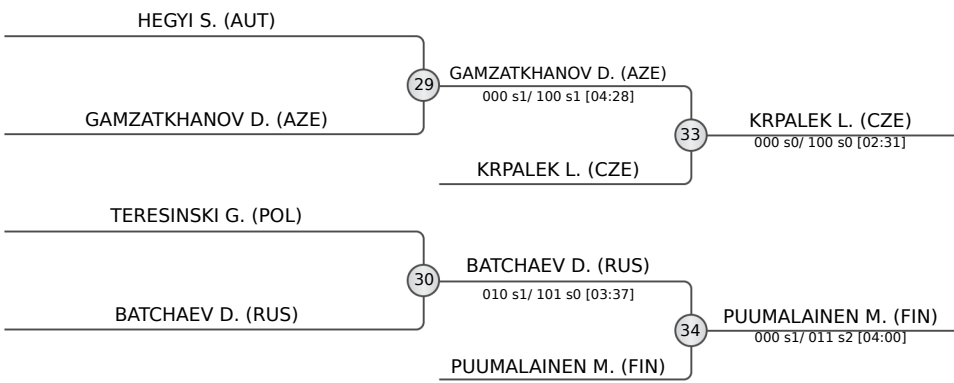 HEGYI S. (AUT)
29
GAMZATKHANOV D. (AZE)
000 s1/ 100 s1 [04:28]
GAMZATKHANOV D. (AZE)
33
KRPALEK L. (CZE)
000 s0/ 100 s0 [02:31]
KRPALEK L. (CZE)
TERESINSKI G. (POL)
30
BATCHAEV D. (RUS)
010 s1/ 101 s0 [03:37]
BATCHAEV D. (RUS)
34
PUUMALAINEN M. (FIN)
000 s1/ 011 s2 [04:00]
PUUMALAINEN M. (FIN)